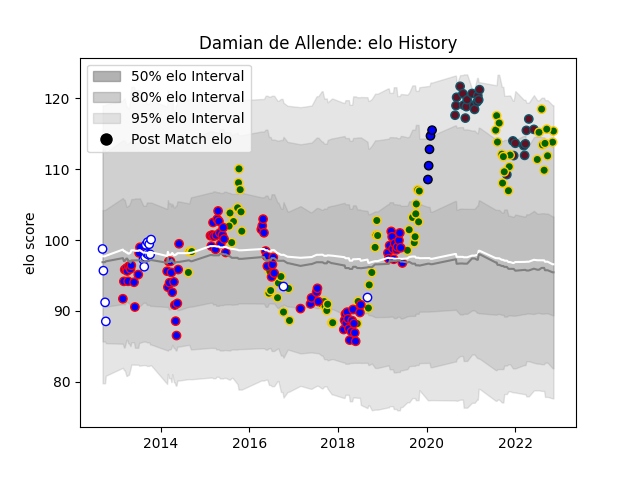 Damian de Allende: elo History
50% elo Interval
80% elo Interval
95% elo Interval
Post Match elo
elo score
120
110
100
90
80
2014
2016
2018
2020
2022